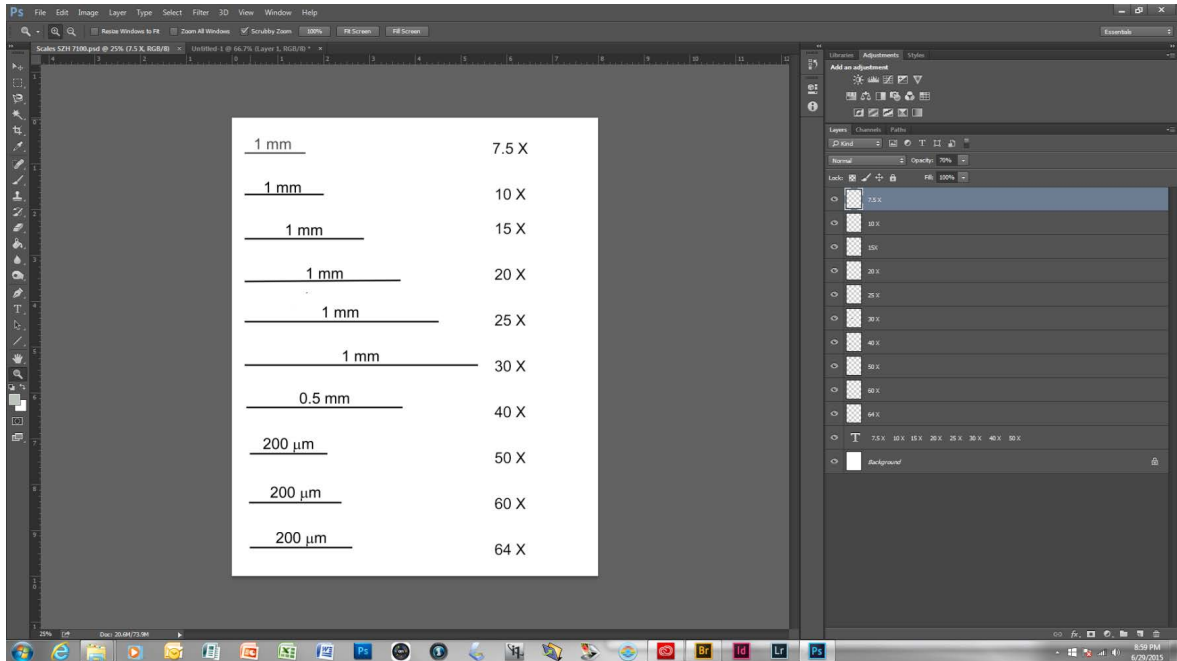 Ps File Edit Image Layer Type Select Filter 3D View Window Help
Resize Windows to Fit Zoom All Windows Scrubby Zoom 100% Fit Screen Fill Screen Essentials
Scales SZH 7100.psd @ 25% (7.5 X, RGB/8) × Untitled-1 @ 66.7% (Layer 1, RGB/8) * ×
Libraries Adjustments Styles
Add an adjustment
Layers Channels Paths
Kind
Normal Opacity: 70%
Lock: Fill: 100%
7.5 X
10 X
15X
20 X
25 X
30 X
40 X
50 X
60 X
64 X
T 7.5 X 10 X 15 X 20 X 25 X 30 X 40 X 50 X
Background
1 mm 7.5 X
1 mm 10 X
1 mm 15 X
1 mm 20 X
1 mm 25 X
1 mm 30 X
0.5 mm 40 X
200 µm 50 X
200 µm 60 X
200 µm 64 X
25% Doc: 20.6M/73.9M
Ps Br Id Lr Ps
8:59 PM
6/29/2015